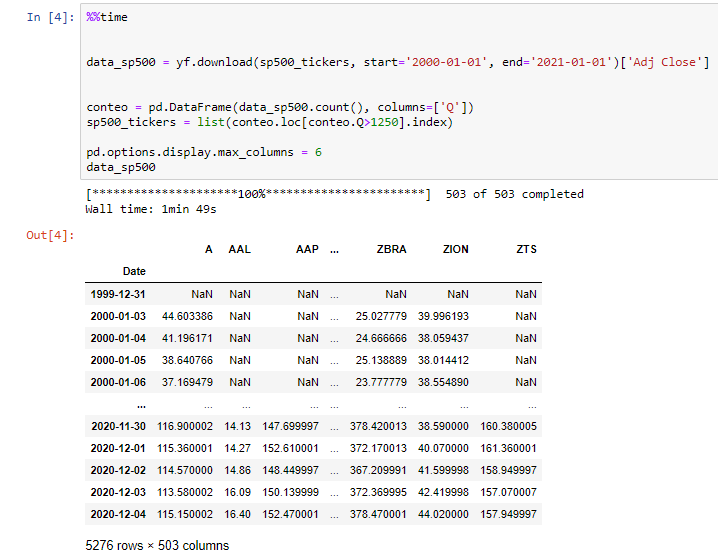 In [4]: %%time
data_sp500 = yf.download(sp500_tickers, start='2000-01-01', end='2021-01-01')['Adj Close']
conteo = pd.DataFrame(data_sp500.count(), columns=['Q'])
sp500_tickers = list(conteo.loc[conteo.Q>1250].index)
pd.options.display.max_columns = 6
data_sp500
[*********************100%***********************] 503 of 503 completed
Wall time: 1min 49s
Out[4]:
A AAL AAP ... ZBRA ZION ZTS
Date
1999-12-31 NaN NaN NaN ... NaN NaN NaN
2000-01-03 44.603386 NaN NaN ... 25.027779 39.996193 NaN
2000-01-04 41.196171 NaN NaN ... 24.666666 38.059437 NaN
2000-01-05 38.640766 NaN NaN ... 25.138889 38.014412 NaN
2000-01-06 37.169479 NaN NaN ... 23.777779 38.554890 NaN
... ... ... ... ... ... ... ...
2020-11-30 116.900002 14.13 147.699997 ... 378.420013 38.590000 160.380005
2020-12-01 115.360001 14.27 152.610001 ... 372.170013 40.070000 161.360001
2020-12-02 114.570000 14.86 148.449997 ... 367.209991 41.599998 158.949997
2020-12-03 113.580002 16.09 150.139999 ... 372.369995 42.419998 157.070007
2020-12-04 115.150002 16.40 152.470001 ... 378.470001 44.020000 157.949997
5276 rows × 503 columns